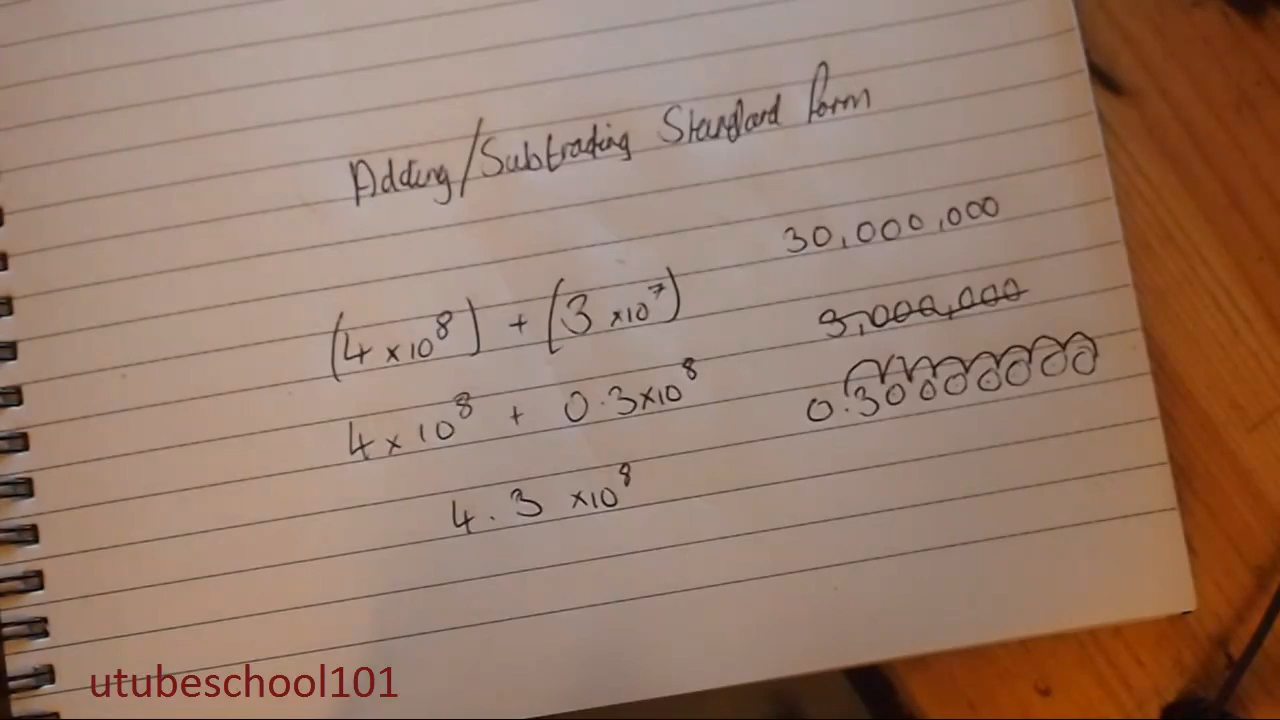 Adding/Subtracting Standard Form
30,000,000
(4×10⁸) + (3×10⁷)
3,000,000
4×10⁸ + 0.3×10⁸
0.30000000
4.3 ×10⁸
utubeschool101